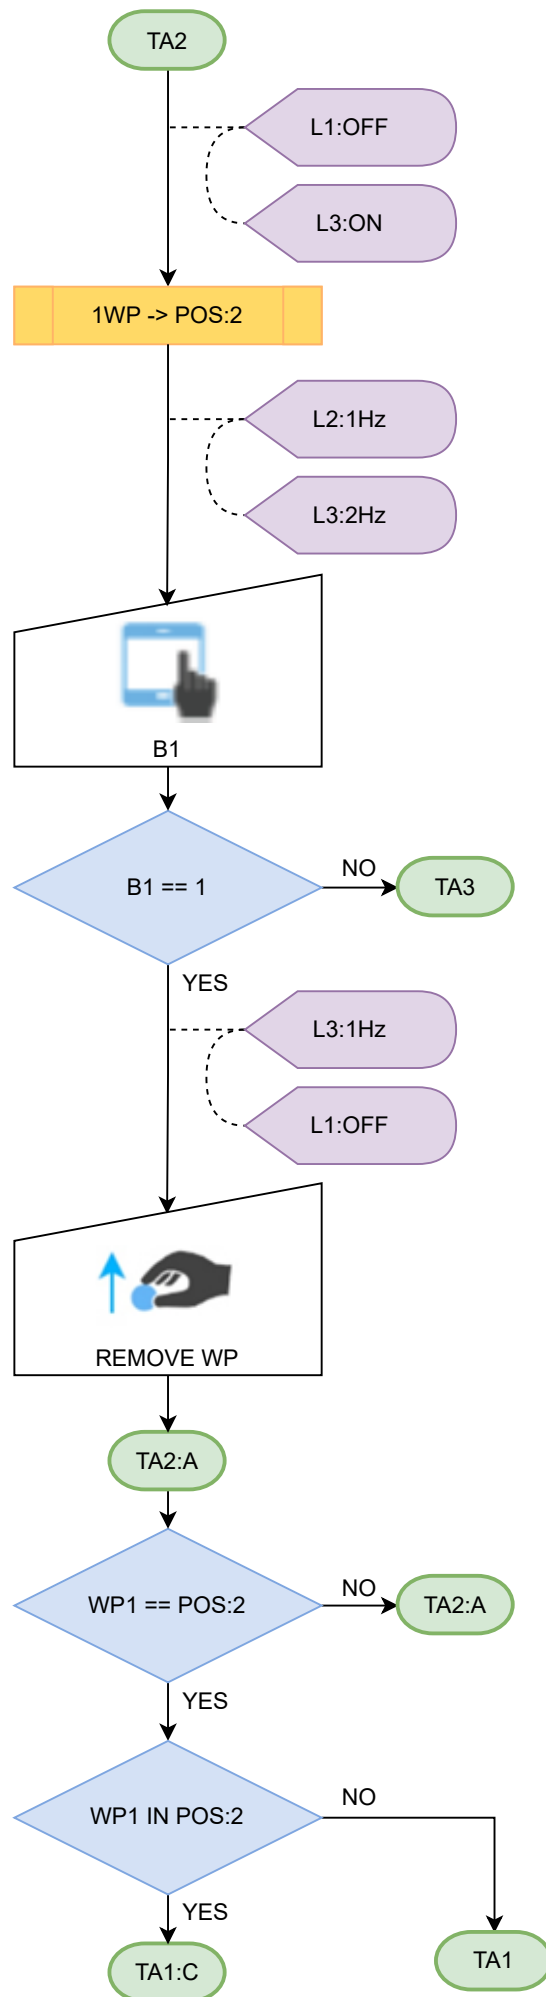 TA2
L1:OFF
L3:ON
1WP -> POS:2
L2:1Hz
L3:2Hz
B1
B1 == 1
NO
TA3
YES
L3:1Hz
L1:OFF
REMOVE WP
TA2:A
WP1 == POS:2
NO
TA2:A
YES
WP1 IN POS:2
NO
YES
TA1:C
TA1